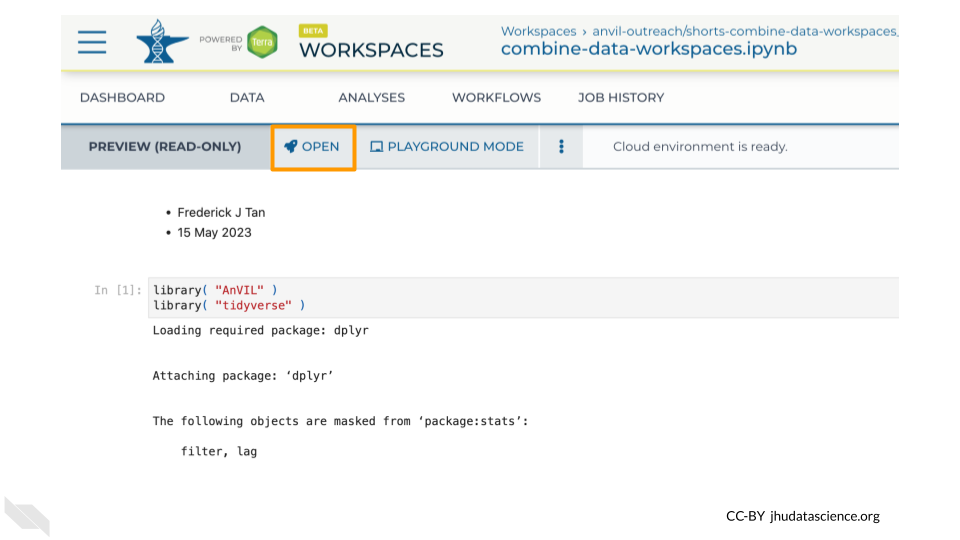 POWERED BY
Terra
BETA
WORKSPACES
Workspaces › anvil-outreach/shorts-combine-data-workspaces_
combine-data-workspaces.ipynb
DASHBOARD DATA ANALYSES WORKFLOWS JOB HISTORY
PREVIEW (READ-ONLY) OPEN PLAYGROUND MODE Cloud environment is ready.
• Frederick J Tan
• 15 May 2023
In [1]: library( "AnVIL" )
library( "tidyverse" )
Loading required package: dplyr
Attaching package: ‘dplyr’
The following objects are masked from ‘package:stats’:
filter, lag
CC-BY jhudatascience.org